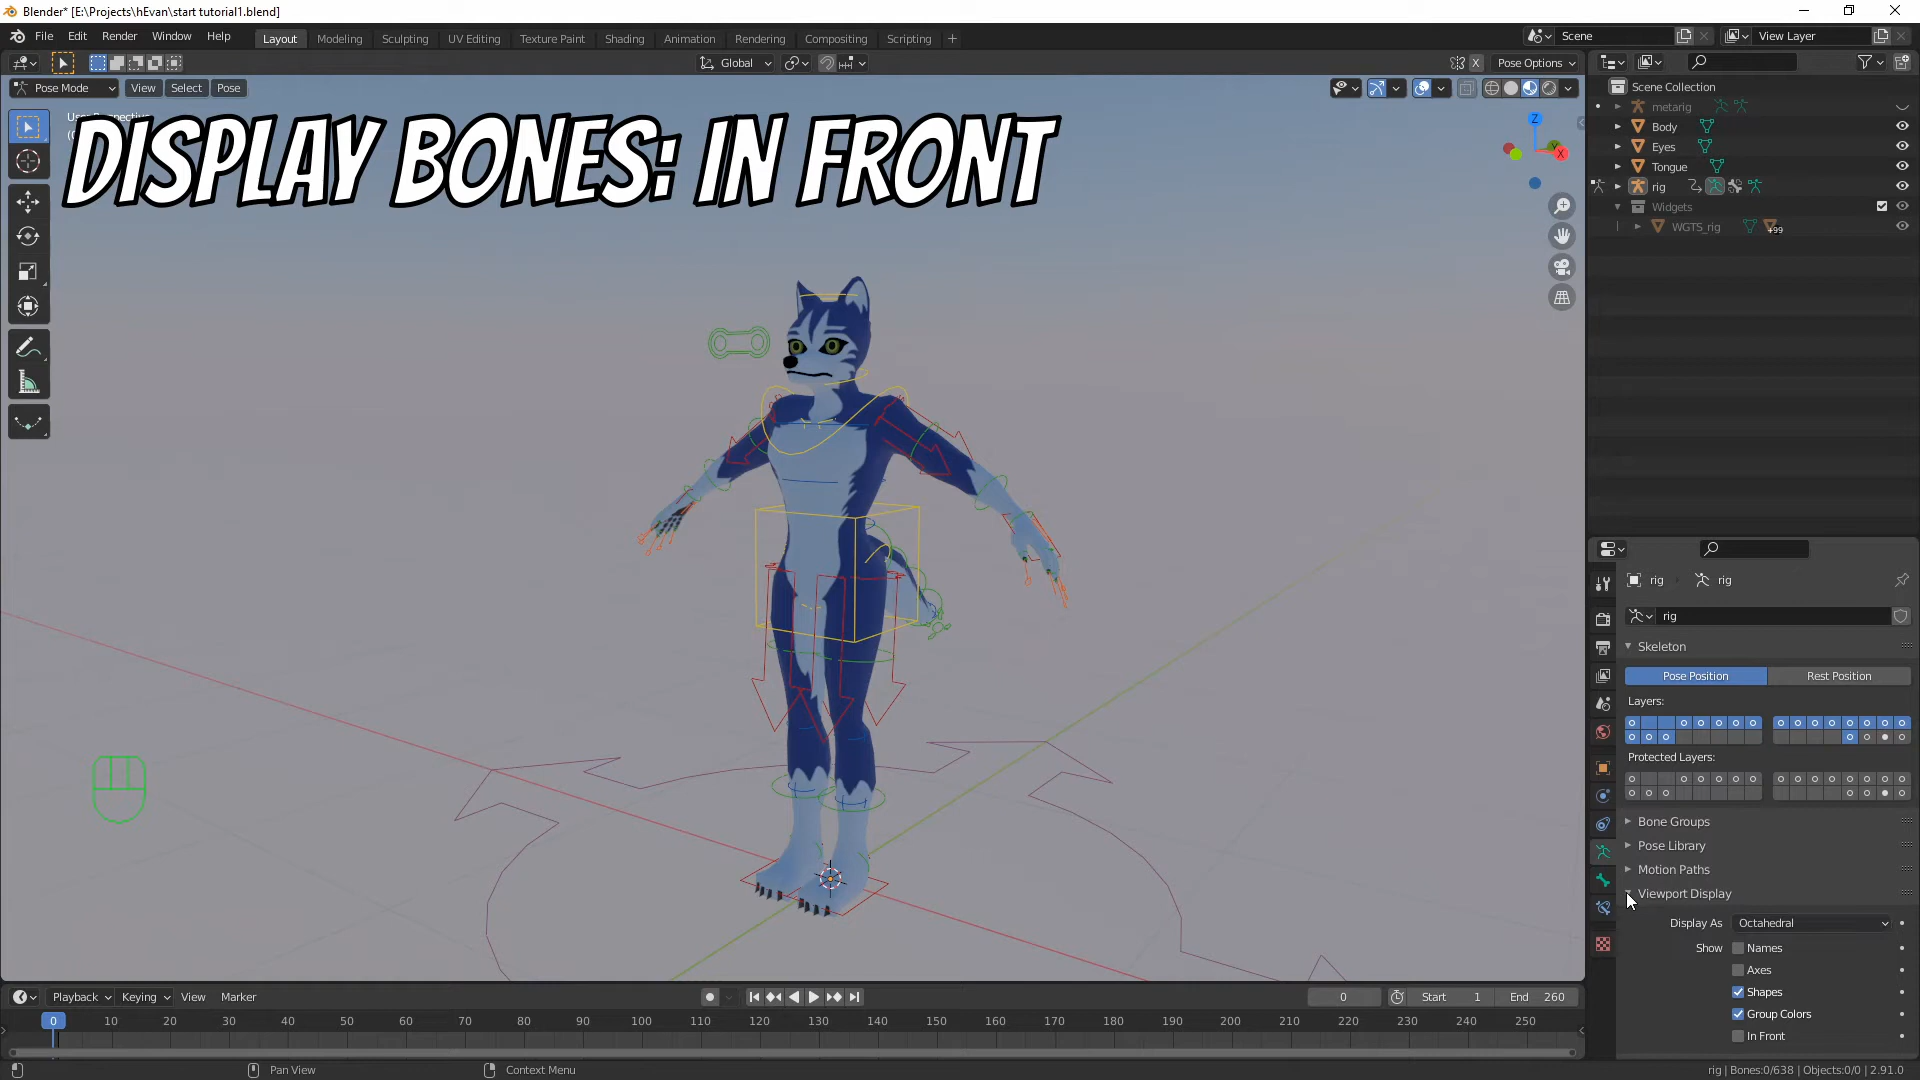 Blender* [E:\Projects\hEvan\start tutorial1.blend]
File Edit Render Window Help
Layout Modeling Sculpting UV Editing Texture Paint Shading Animation Rendering Compositing Scripting +
Scene
View Layer
Global
X
Pose Options
Pose Mode View Select Pose
DISPLAY BONES: IN FRONT
Z
Y
X
Scene Collection
metarig
Body
Eyes
Tongue
rig
Widgets
WGTS_rig
+99
rig rig
rig
Skeleton
Pose Position Rest Position
Layers:
Protected Layers:
Bone Groups
Pose Library
Motion Paths
Viewport Display
Display As Octahedral
Show Names
Axes
Shapes
Group Colors
In Front
Playback Keying View Marker
0 Start 1 End 260
0 10 20 30 40 50 60 70 80 90 100 110 120 130 140 150 160 170 180 190 200 210 220 230 240 250
Pan View
Context Menu
rig | Bones:0/638 | Objects:0/0 | 2.91.0